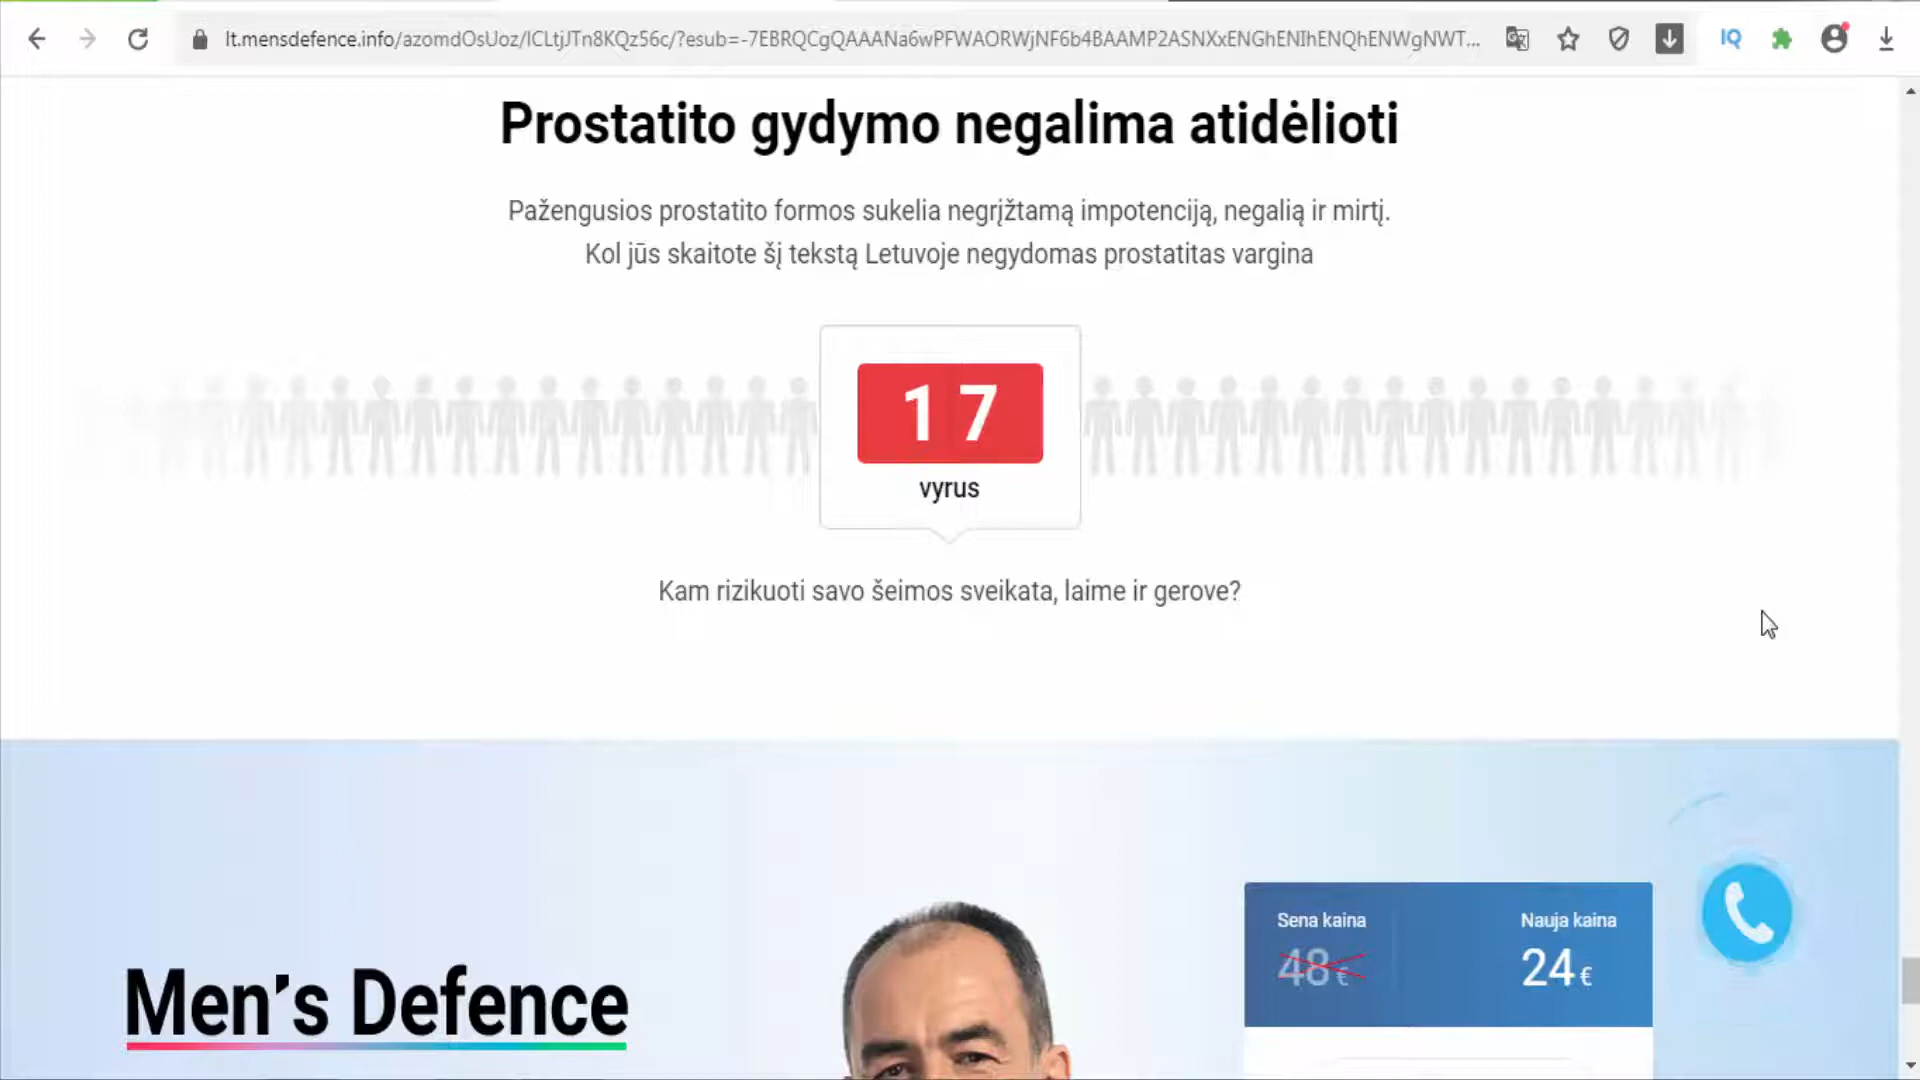 lt.mensdefence.info/azomdOsUoz/ICLtjJTn8KQz56c/?esub=-7EBRQCgQAAANa6wPFWAORWjNF6b4BAAMP2ASNXxENGhENIhENQhENWgNWT...
IQ
Prostatito gydymo negalima atidėlioti
Pažengusios prostatito formos sukelia negrįžtamą impotenciją, negalią ir mirtį.
Kol jūs skaitote šį tekstą Letuvoje negydomas prostatitas vargina
17
vyrus
Kam rizikuoti savo šeimos sveikata, laime ir gerove?
Sena kaina Nauja kaina
48€ 24€
Men's Defence